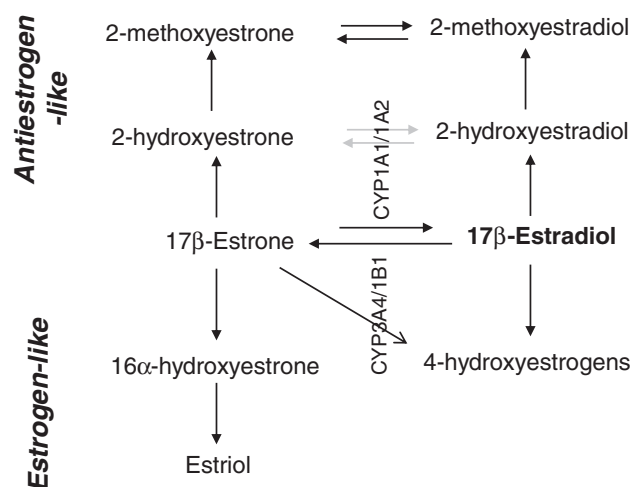 Antiestrogen
-like
2-methoxyestrone
2-methoxyestradiol
2-hydroxyestrone
CYP1A1/1A2
2-hydroxyestradiol
17β-Estrone
17β-Estradiol
Estrogen-like
16α-hydroxyestrone
CYP3A4/1B1
4-hydroxyestrogens
Estriol